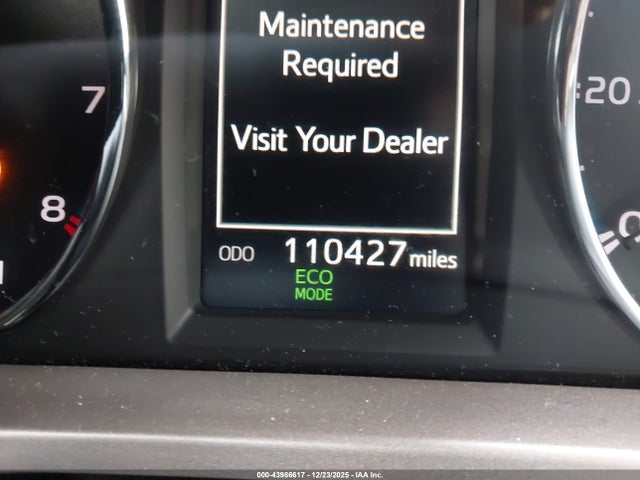 Maintenance
Required
Visit Your Dealer
7
8
20
0
ODO 110427 miles
ECO
MODE
000-43986617 - 12/23/2025 - IAA Inc.